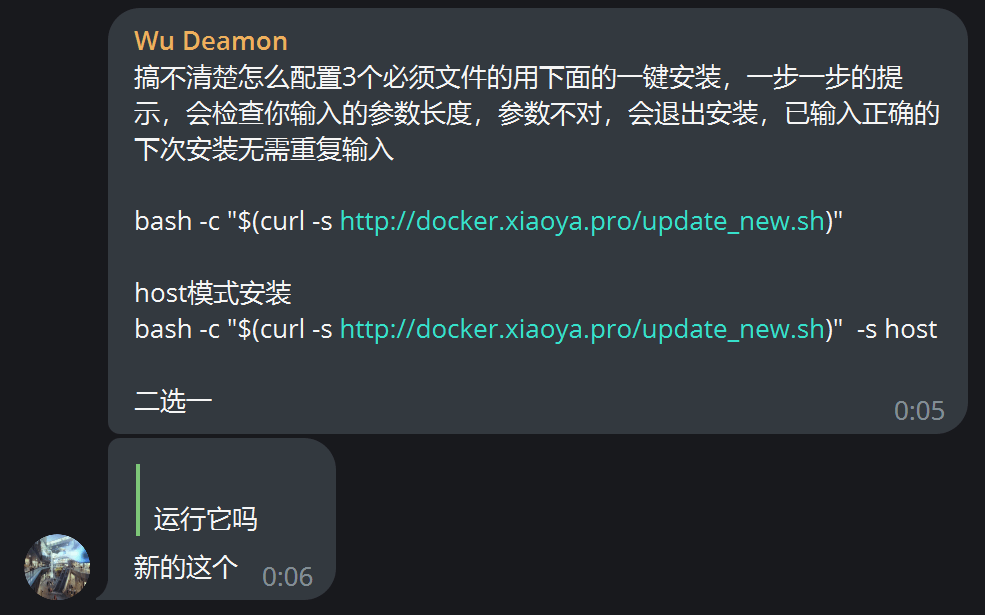 Wu Deamon
搞不清楚怎么配置3个必须文件的用下面的一键安装，一步一步的提
示，会检查你输入的参数长度，参数不对，会退出安装，已输入正确的
下次安装无需重复输入
bash -c "$(curl -s http://docker.xiaoya.pro/update_new.sh)"
host模式安装
bash -c "$(curl -s http://docker.xiaoya.pro/update_new.sh)"  -s host
二选一
0:05
运行它吗
新的这个
0:06